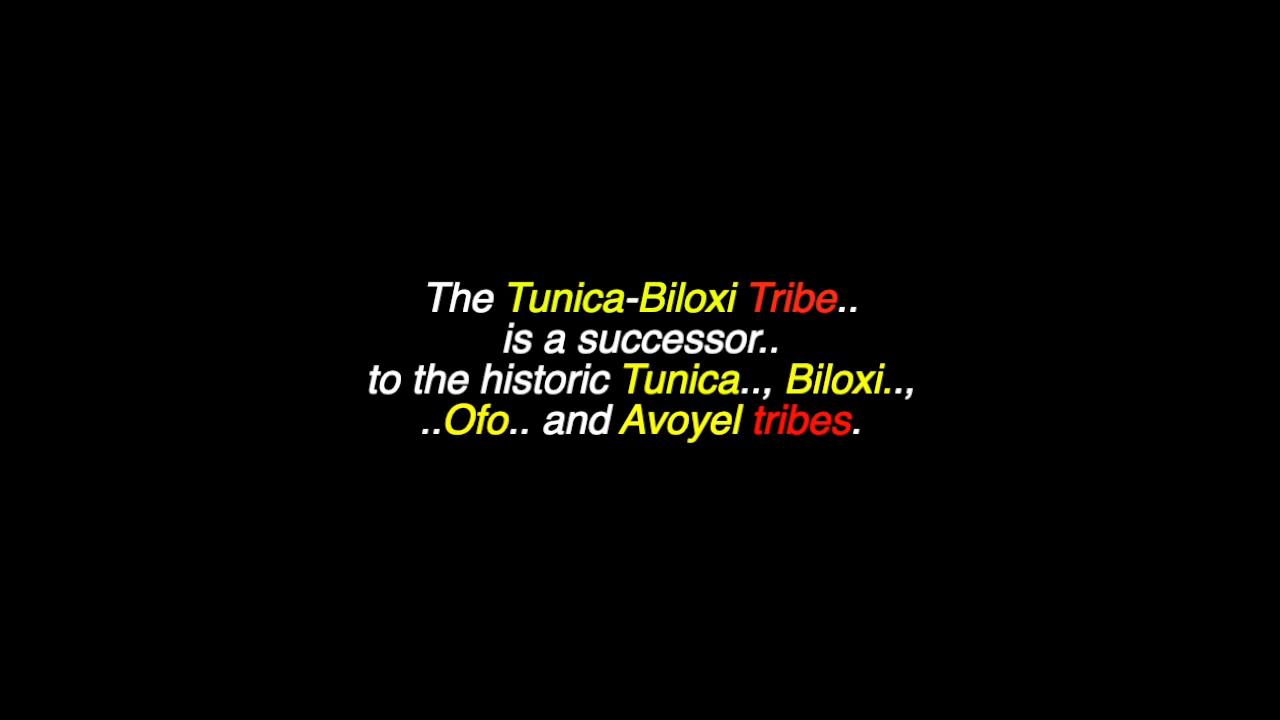 The Tunica-Biloxi Tribe..
is a successor..
to the historic Tunica.., Biloxi..,
..Ofo.. and Avoyel tribes.